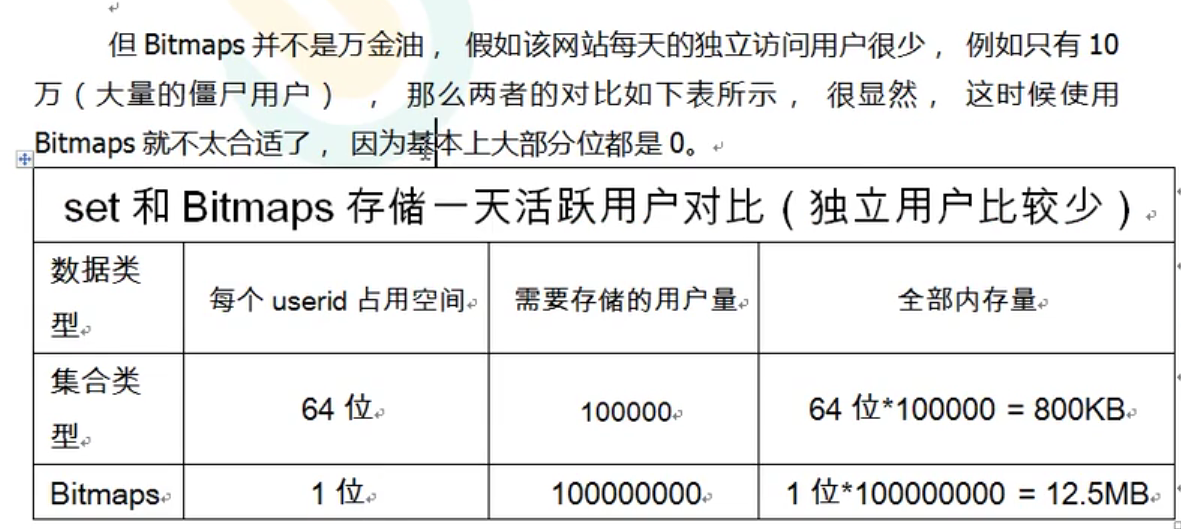 但 Bitmaps 并不是万金油， 假如该网站每天的独立访问用户很少， 例如只有 10
万（大量的僵尸用户） ， 那么两者的对比如下表所示， 很显然， 这时候使用
Bitmaps 就不太合适了， 因为基本上大部分位都是 0。
set 和 Bitmaps 存储一天活跃用户对比（独立用户比较少）
数据类
型
每个 userid 占用空间
需要存储的用户量
全部内存量
集合类
型
64 位
100000
64 位*100000 = 800KB
Bitmaps
1 位
100000000
1 位*100000000 = 12.5MB